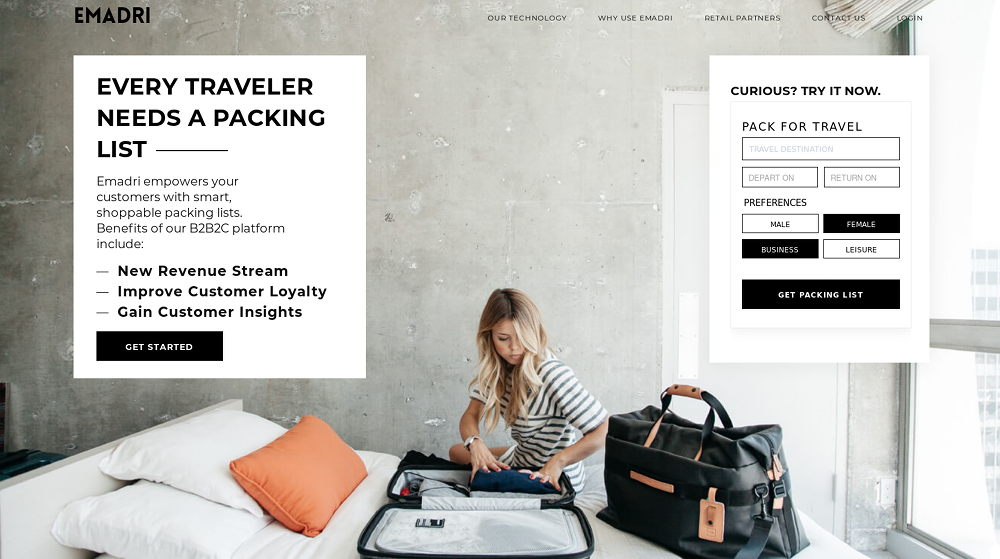 EMADRI
OUR TECHNOLOGY
WHY USE EMADRI
RETAIL PARTNERS
CONTACT US
LOGIN
EVERY TRAVELER
NEEDS A PACKING
LIST
Emadri empowers your
customers with smart,
shoppable packing lists.
Benefits of our B2B2C platform
include:
— New Revenue Stream
— Improve Customer Loyalty
— Gain Customer Insights
GET STARTED
CURIOUS? TRY IT NOW.
PACK FOR TRAVEL
TRAVEL DESTINATION
DEPART ON
RETURN ON
PREFERENCES
MALE
FEMALE
BUSINESS
LEISURE
GET PACKING LIST